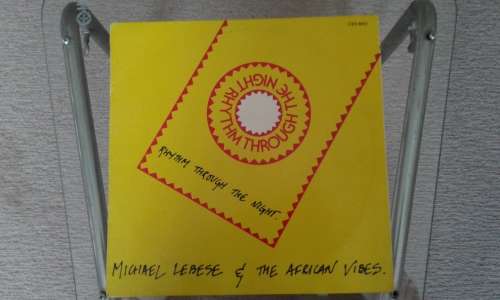 RHYTHM THROUGH THE NIGHT
RHYTHM THROUGH THE NIGHT.
MICHAEL LEBESE & THE AFRICAN VIBES.